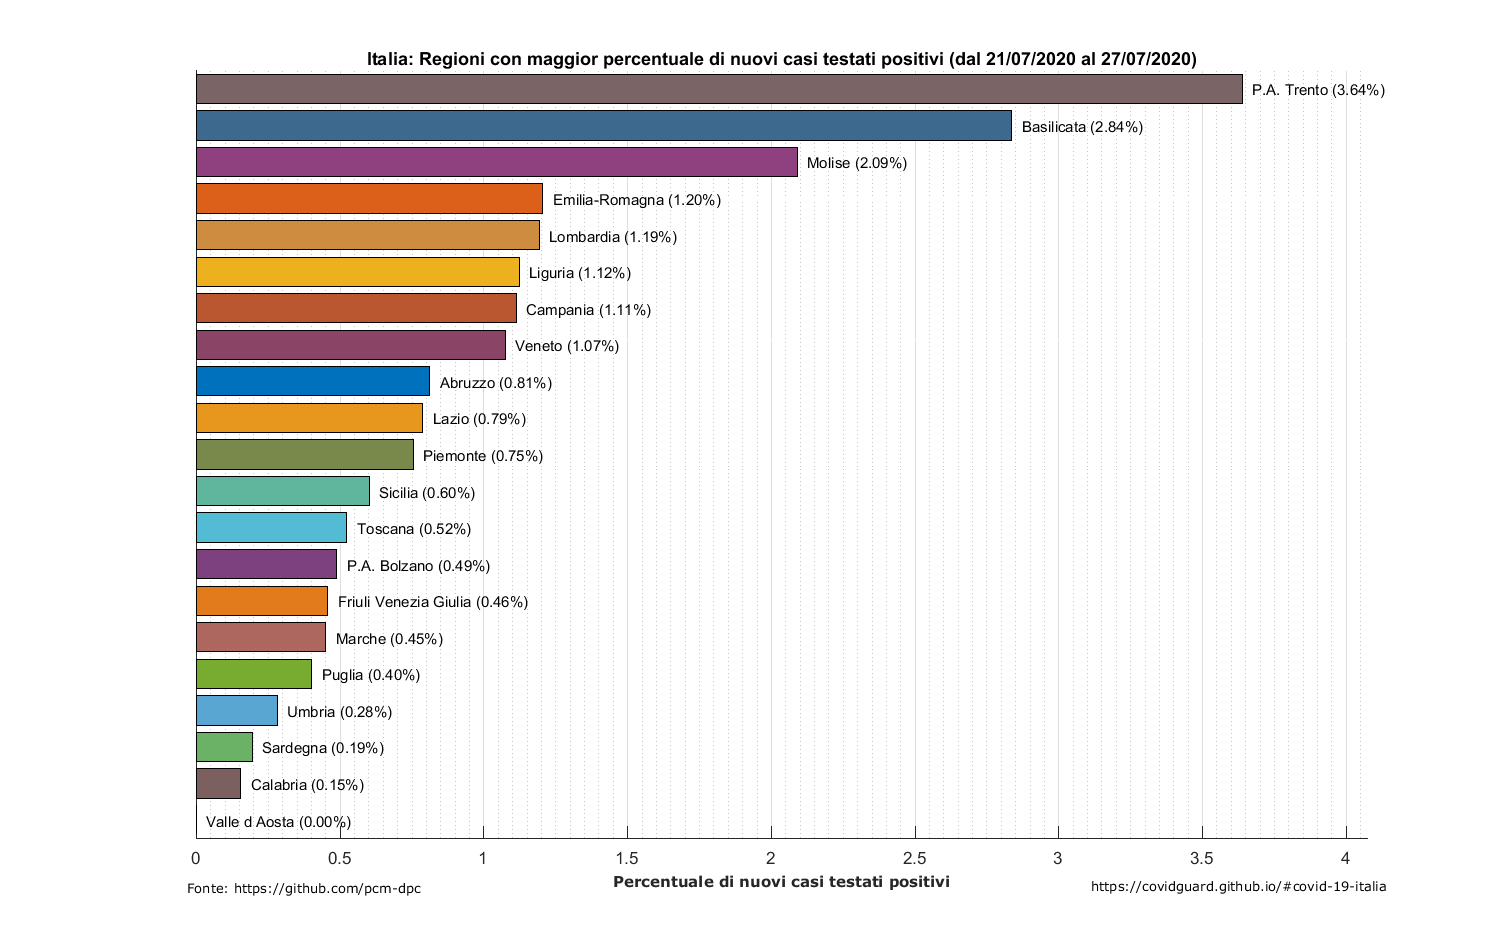 Italia: Regioni con maggior percentuale di nuovi casi testati positivi (dal 21/07/2020 al 27/07/2020)
P.A. Trento (3.64%)
Basilicata (2.84%)
Molise (2.09%)
Emilia-Romagna (1.20%)
Lombardia (1.19%)
Liguria (1.12%)
Campania (1.11%)
Veneto (1.07%)
Abruzzo (0.81%)
Lazio (0.79%)
Piemonte (0.75%)
Sicilia (0.60%)
Toscana (0.52%)
P.A. Bolzano (0.49%)
Friuli Venezia Giulia (0.46%)
Marche (0.45%)
Puglia (0.40%)
Umbria (0.28%)
Sardegna (0.19%)
Calabria (0.15%)
Valle d Aosta (0.00%)
0 0.5 1 1.5 2 2.5 3 3.5 4
Percentuale di nuovi casi testati positivi
Fonte: https://github.com/pcm-dpc
https://covidguard.github.io/#covid-19-italia